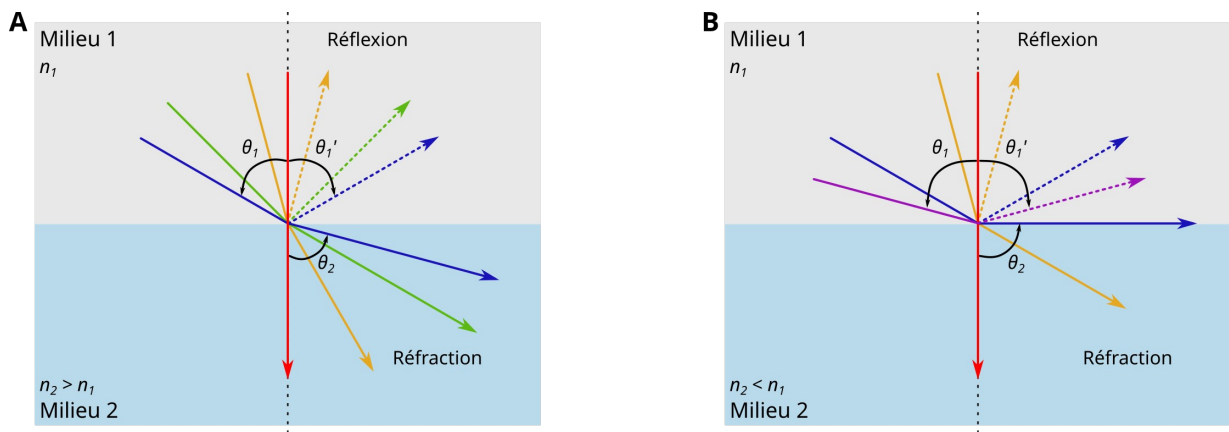 A
Milieu 1
n₁
Réflexion
θ₁
θ₁'
θ₂
Réfraction
n₂ > n₁
Milieu 2
B
Milieu 1
n₁
Réflexion
θ₁
θ₁'
θ₂
Réfraction
n₂ < n₁
Milieu 2